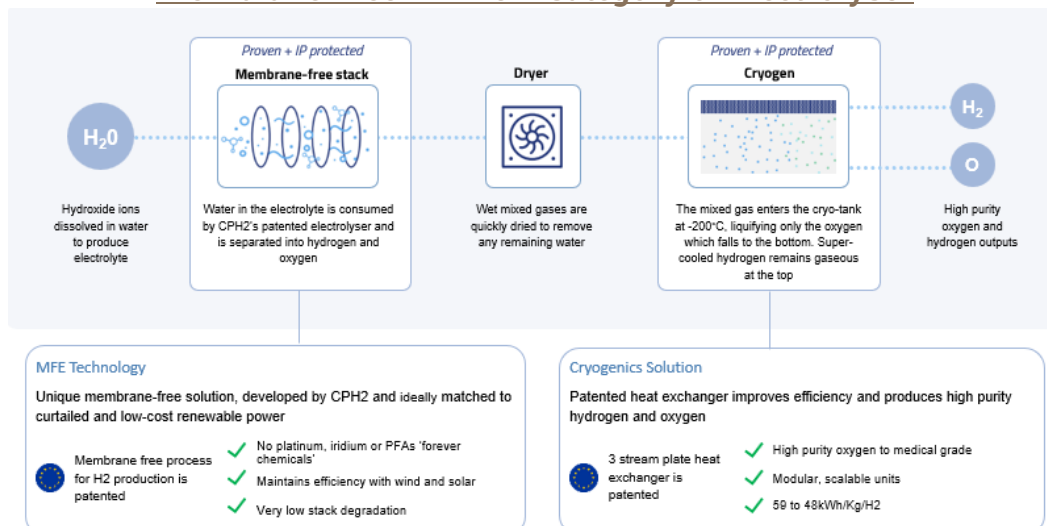 Proven + IP protected
Membrane-free stack
Dryer
Proven + IP protected
Cryogen
H₂0
H₂
O
Hydroxide ions
dissolved in water
to produce
electrolyte
Water in the electrolyte is consumed
by CPH2's patented electrolyser and
is separated into hydrogen and
oxygen
Wet mixed gases are
quickly dried to remove
any remaining water
The mixed gas enters the cryo-tank
at -200°C, liquifying only the oxygen
which falls to the bottom. Super-
cooled hydrogen remains gaseous
at the top
High purity
oxygen and
hydrogen outputs
MFE Technology
Unique membrane-free solution, developed by CPH2 and ideally matched to
curtailed and low-cost renewable power
Membrane free process
for H2 production is
patented
No platinum, iridium or PFAs 'forever
chemicals'
Maintains efficiency with wind and solar
Very low stack degradation
Cryogenics Solution
Patented heat exchanger improves efficiency and produces high purity
hydrogen and oxygen
3 stream plate heat
exchanger is
patented
High purity oxygen to medical grade
Modular, scalable units
59 to 48kWh/Kg/H2